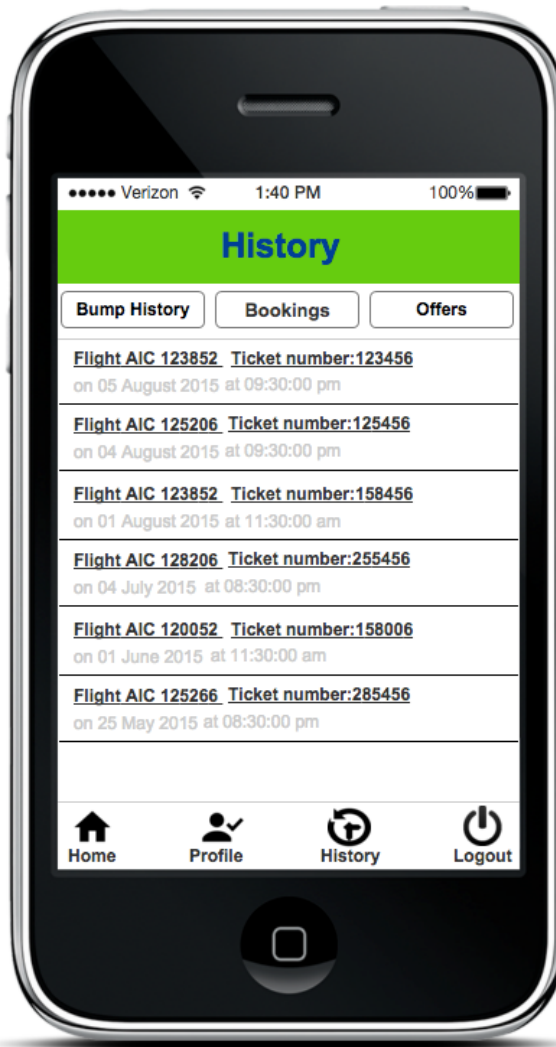 Verizon 1:40 PM 100%
History
Bump History Bookings Offers
Flight AIC 123852 Ticket number:123456
on 05 August 2015 at 09:30:00 pm
Flight AIC 125206 Ticket number:125456
on 04 August 2015 at 09:30:00 pm
Flight AIC 123852 Ticket number:158456
on 01 August 2015 at 11:30:00 am
Flight AIC 128206 Ticket number:255456
on 04 July 2015 at 08:30:00 pm
Flight AIC 120052 Ticket number:158006
on 01 June 2015 at 11:30:00 am
Flight AIC 125266 Ticket number:285456
on 25 May 2015 at 08:30:00 pm
Home Profile History Logout